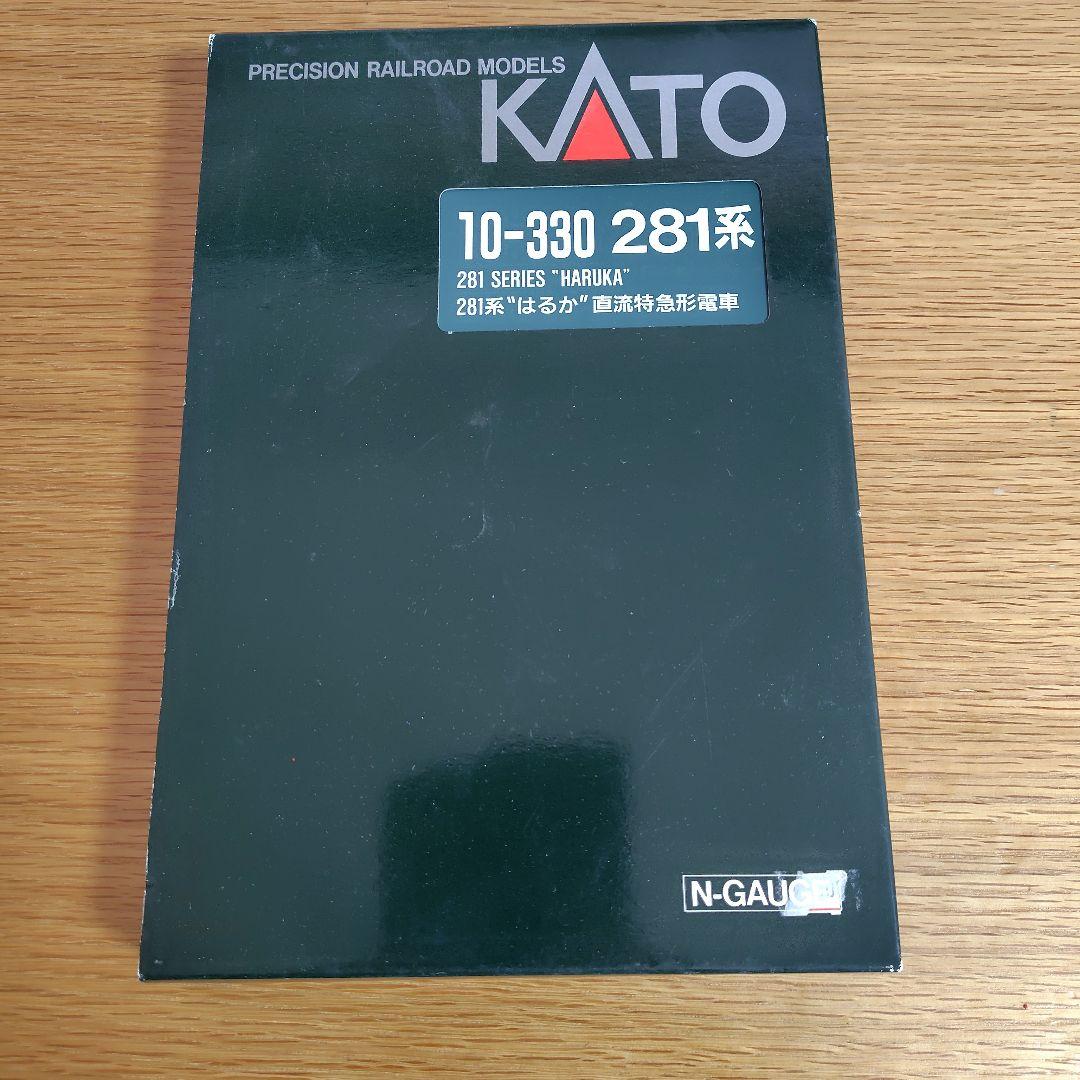 PRECISION RAILROAD MODELS
KATO
10-330 281系
281 SERIES "HARUKA"
281系"はるか"直流特急形電車
N-GAUGE